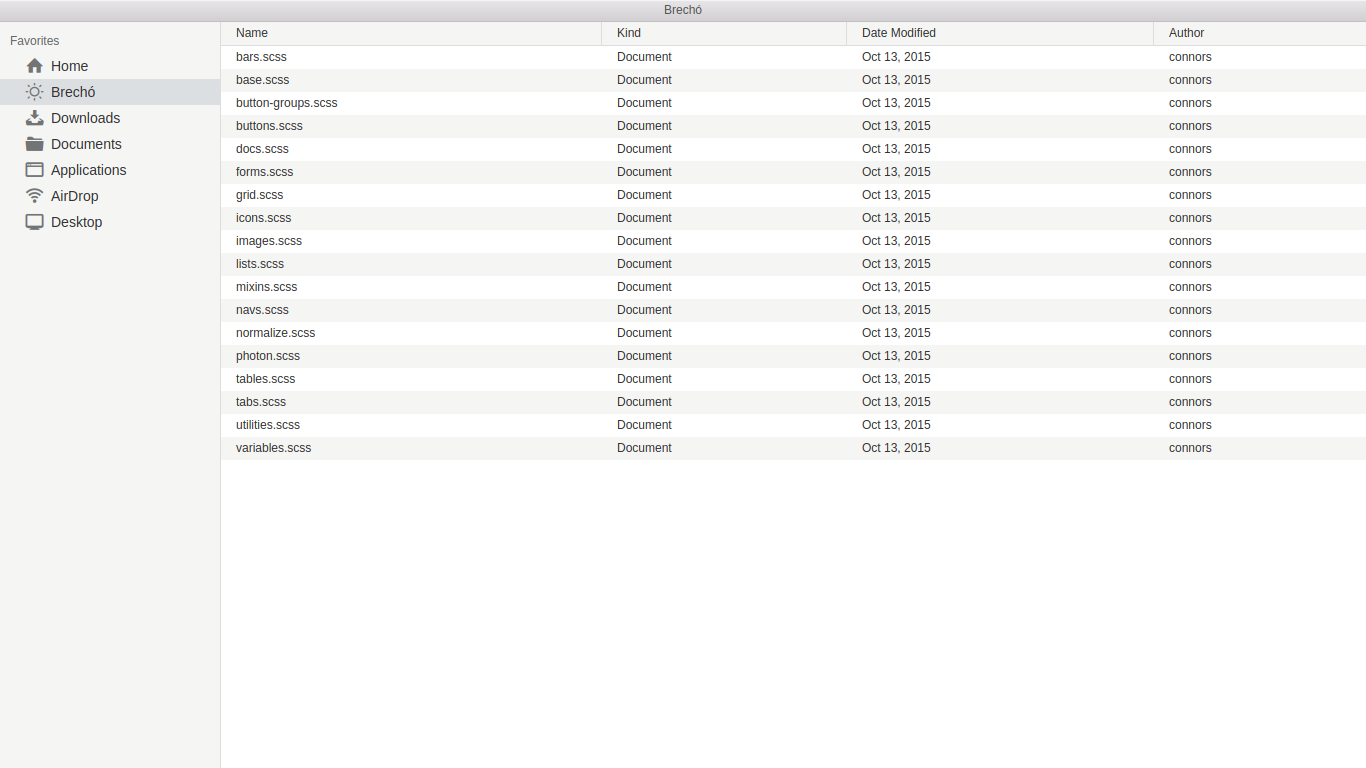 Brechó
Favorites
Home
Brechó
Downloads
Documents
Applications
AirDrop
Desktop
Name Kind Date Modified Author
bars.scss Document Oct 13, 2015 connors
base.scss Document Oct 13, 2015 connors
button-groups.scss Document Oct 13, 2015 connors
buttons.scss Document Oct 13, 2015 connors
docs.scss Document Oct 13, 2015 connors
forms.scss Document Oct 13, 2015 connors
grid.scss Document Oct 13, 2015 connors
icons.scss Document Oct 13, 2015 connors
images.scss Document Oct 13, 2015 connors
lists.scss Document Oct 13, 2015 connors
mixins.scss Document Oct 13, 2015 connors
navs.scss Document Oct 13, 2015 connors
normalize.scss Document Oct 13, 2015 connors
photon.scss Document Oct 13, 2015 connors
tables.scss Document Oct 13, 2015 connors
tabs.scss Document Oct 13, 2015 connors
utilities.scss Document Oct 13, 2015 connors
variables.scss Document Oct 13, 2015 connors